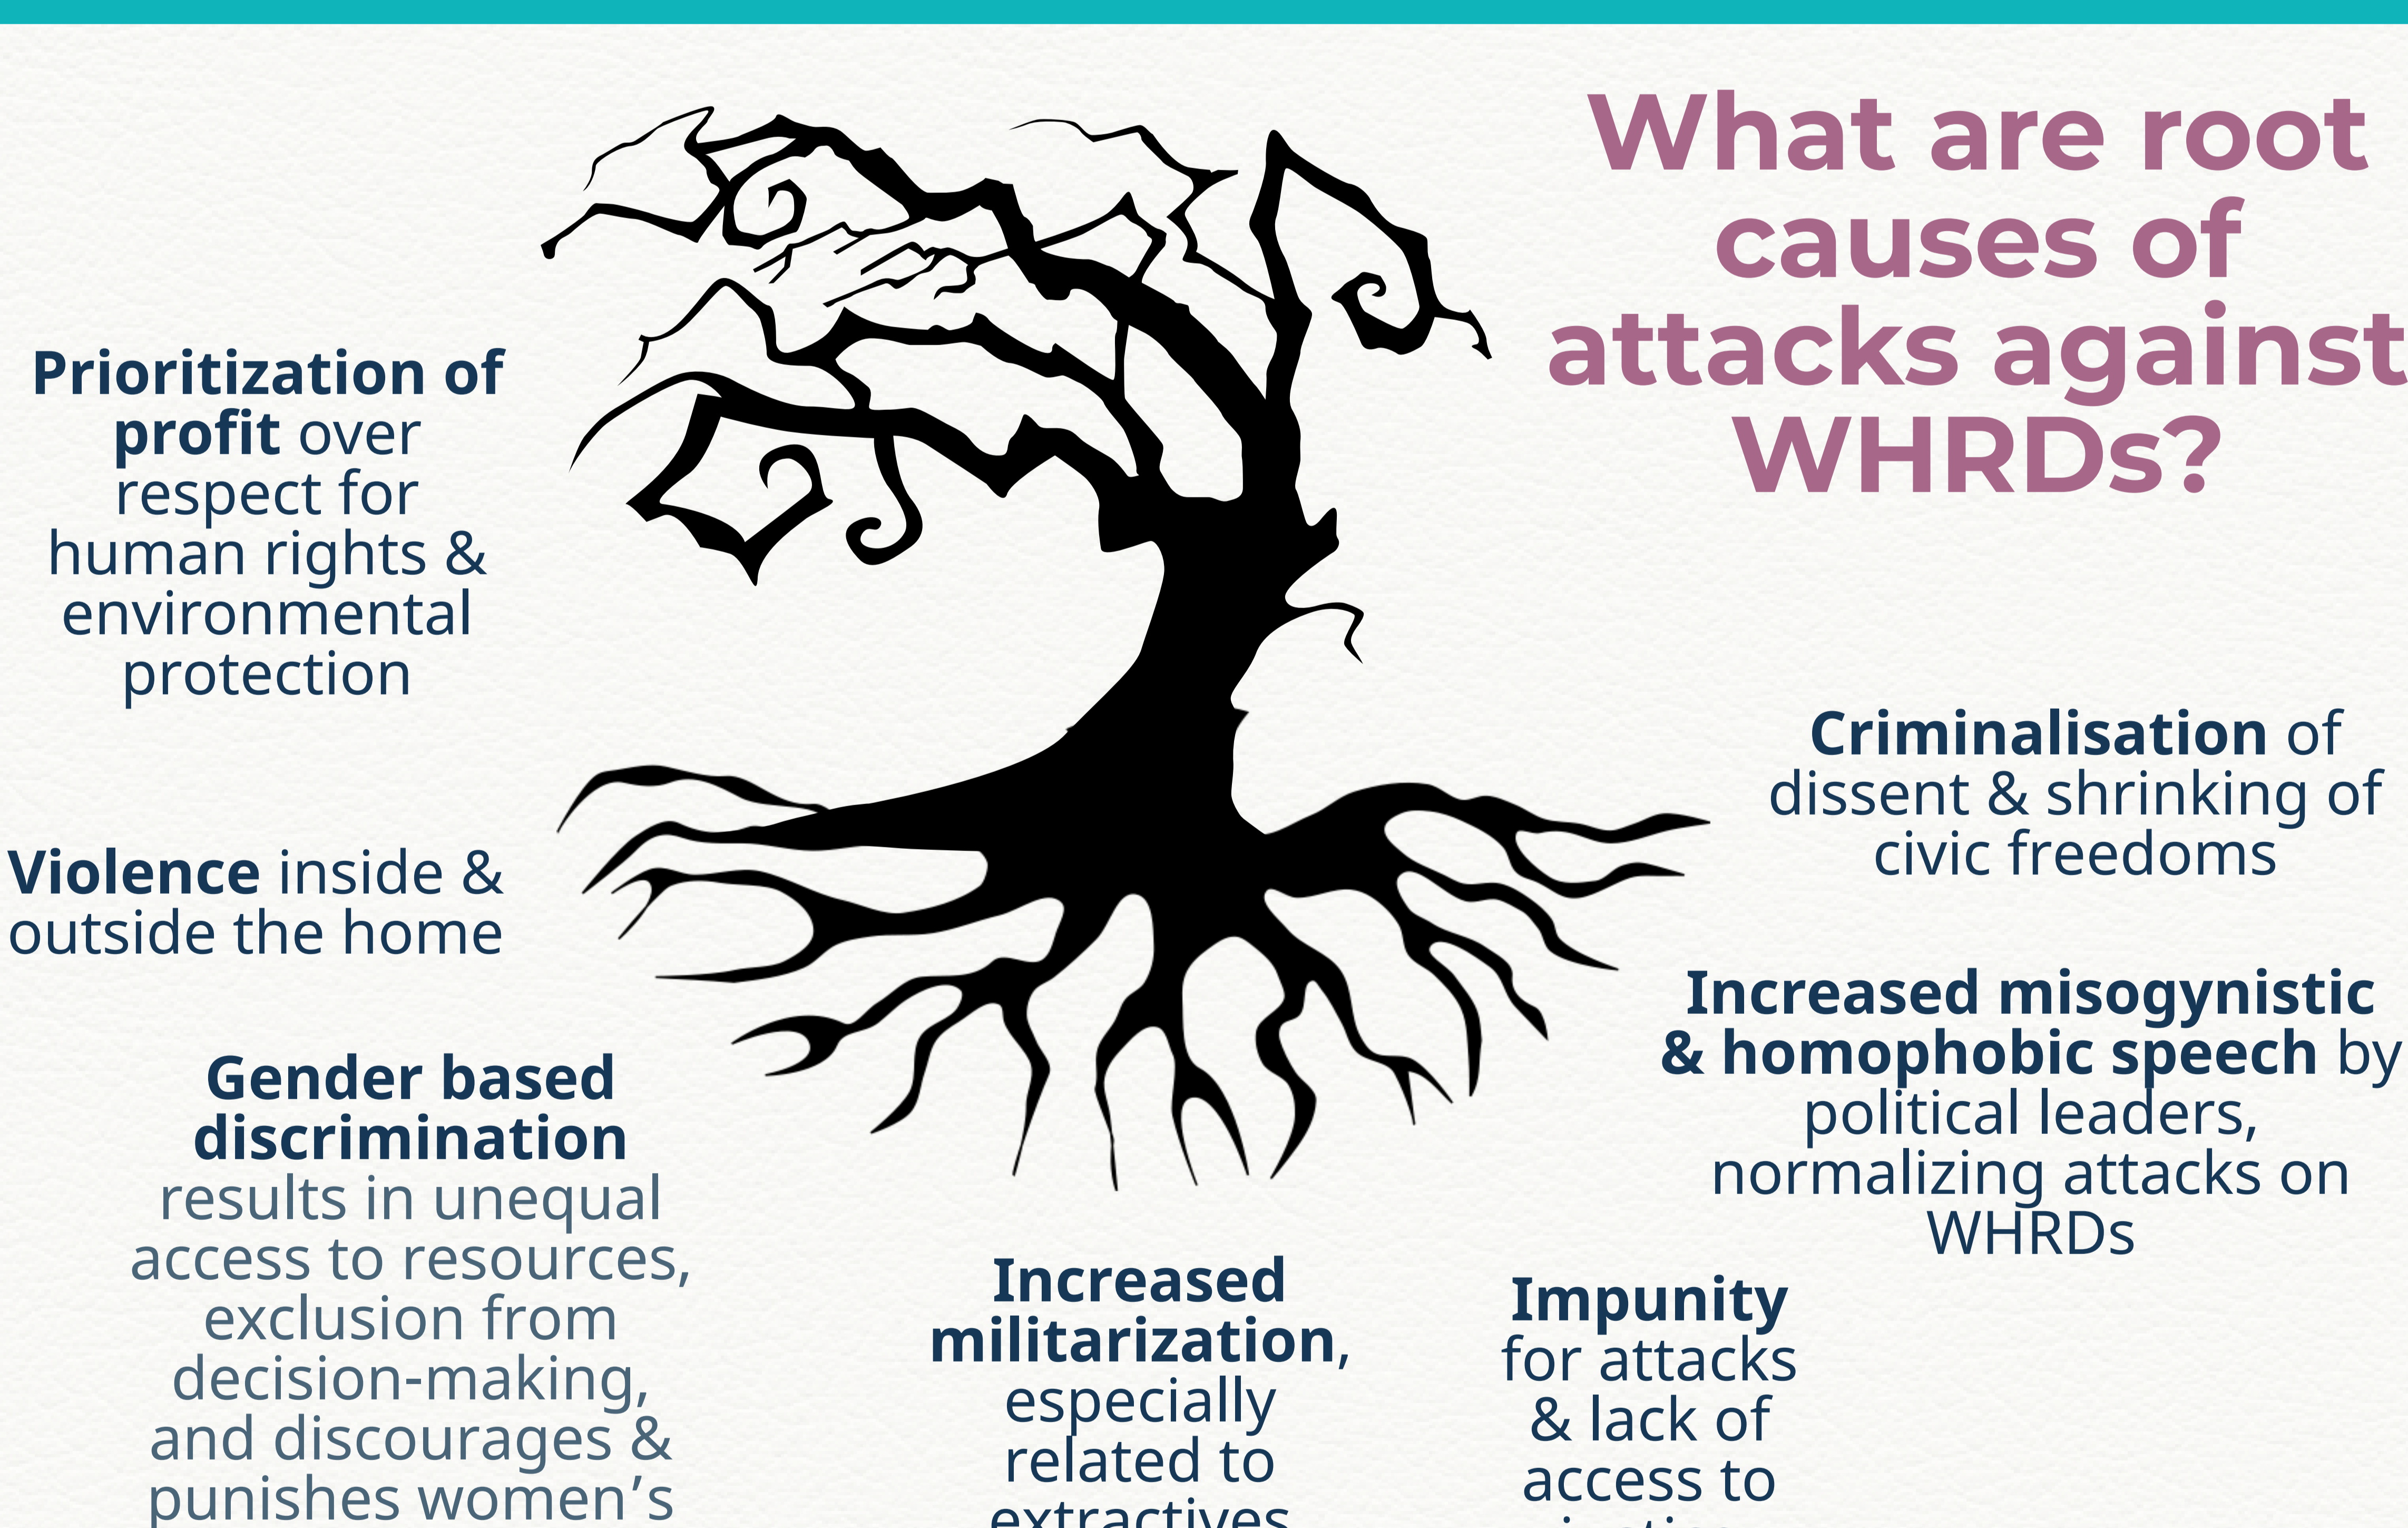 What are root
causes of
attacks against
WHRDs?
Prioritization of
profit over
respect for
human rights &
environmental
protection
Violence inside &
outside the home
Gender based
discrimination
results in unequal
access to resources,
exclusion from
decision-making,
and discourages &
punishes women’s
Increased
militarization,
especially
related to
extractives
Impunity
for attacks
& lack of
access to
Criminalisation of
dissent & shrinking of
civic freedoms
Increased misogynistic
& homophobic speech by
political leaders,
normalizing attacks on
WHRDs